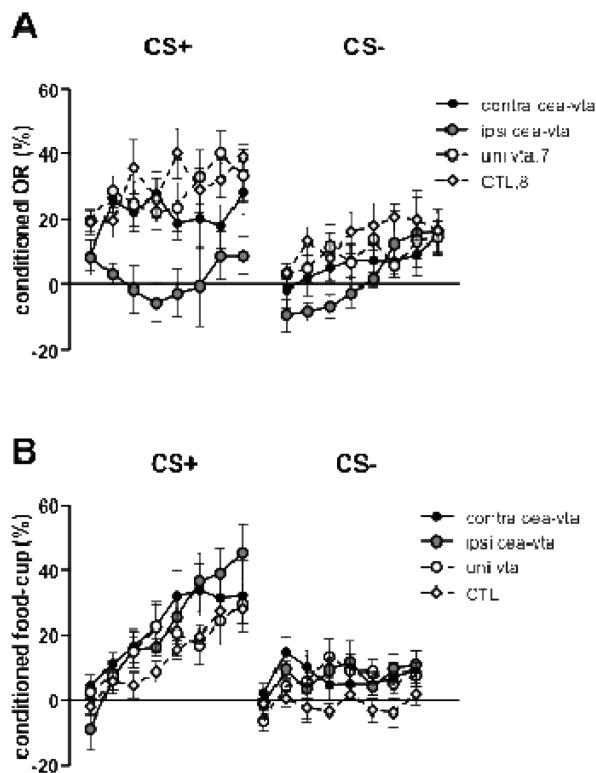 A
CS+ CS-
60
40
20
0
-20
conditioned OR (%)
contra cea-vta
ipsi cea-vta
uni vta,7
CTL,8
B
CS+ CS-
60
40
20
0
-20
conditioned food-cup (%)
contra cea-vta
ipsi cea-vta
uni vta
CTL